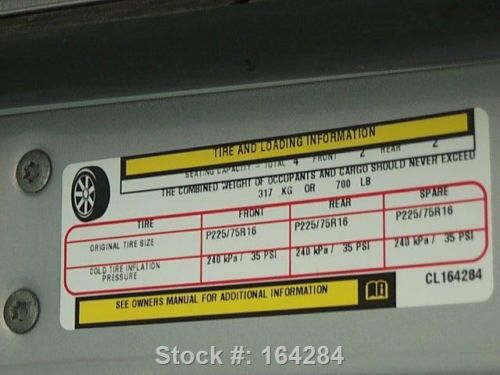 TIRE AND LOADING INFORMATION
SEATING CAPACITY - TOTAL 4 FRONT 2 REAR 2
THE COMBINED WEIGHT OF OCCUPANTS AND CARGO SHOULD NEVER EXCEED
317 KG OR 700 LB
TIRE FRONT REAR SPARE
ORIGINAL TIRE SIZE P225/75R16 P225/75R16 P225/75R16
COLD TIRE INFLATION PRESSURE 240 kPa / 35 PSI 240 kPa / 35 PSI 240 kPa / 35 PSI
SEE OWNERS MANUAL FOR ADDITIONAL INFORMATION
CL164284
Stock #: 164284